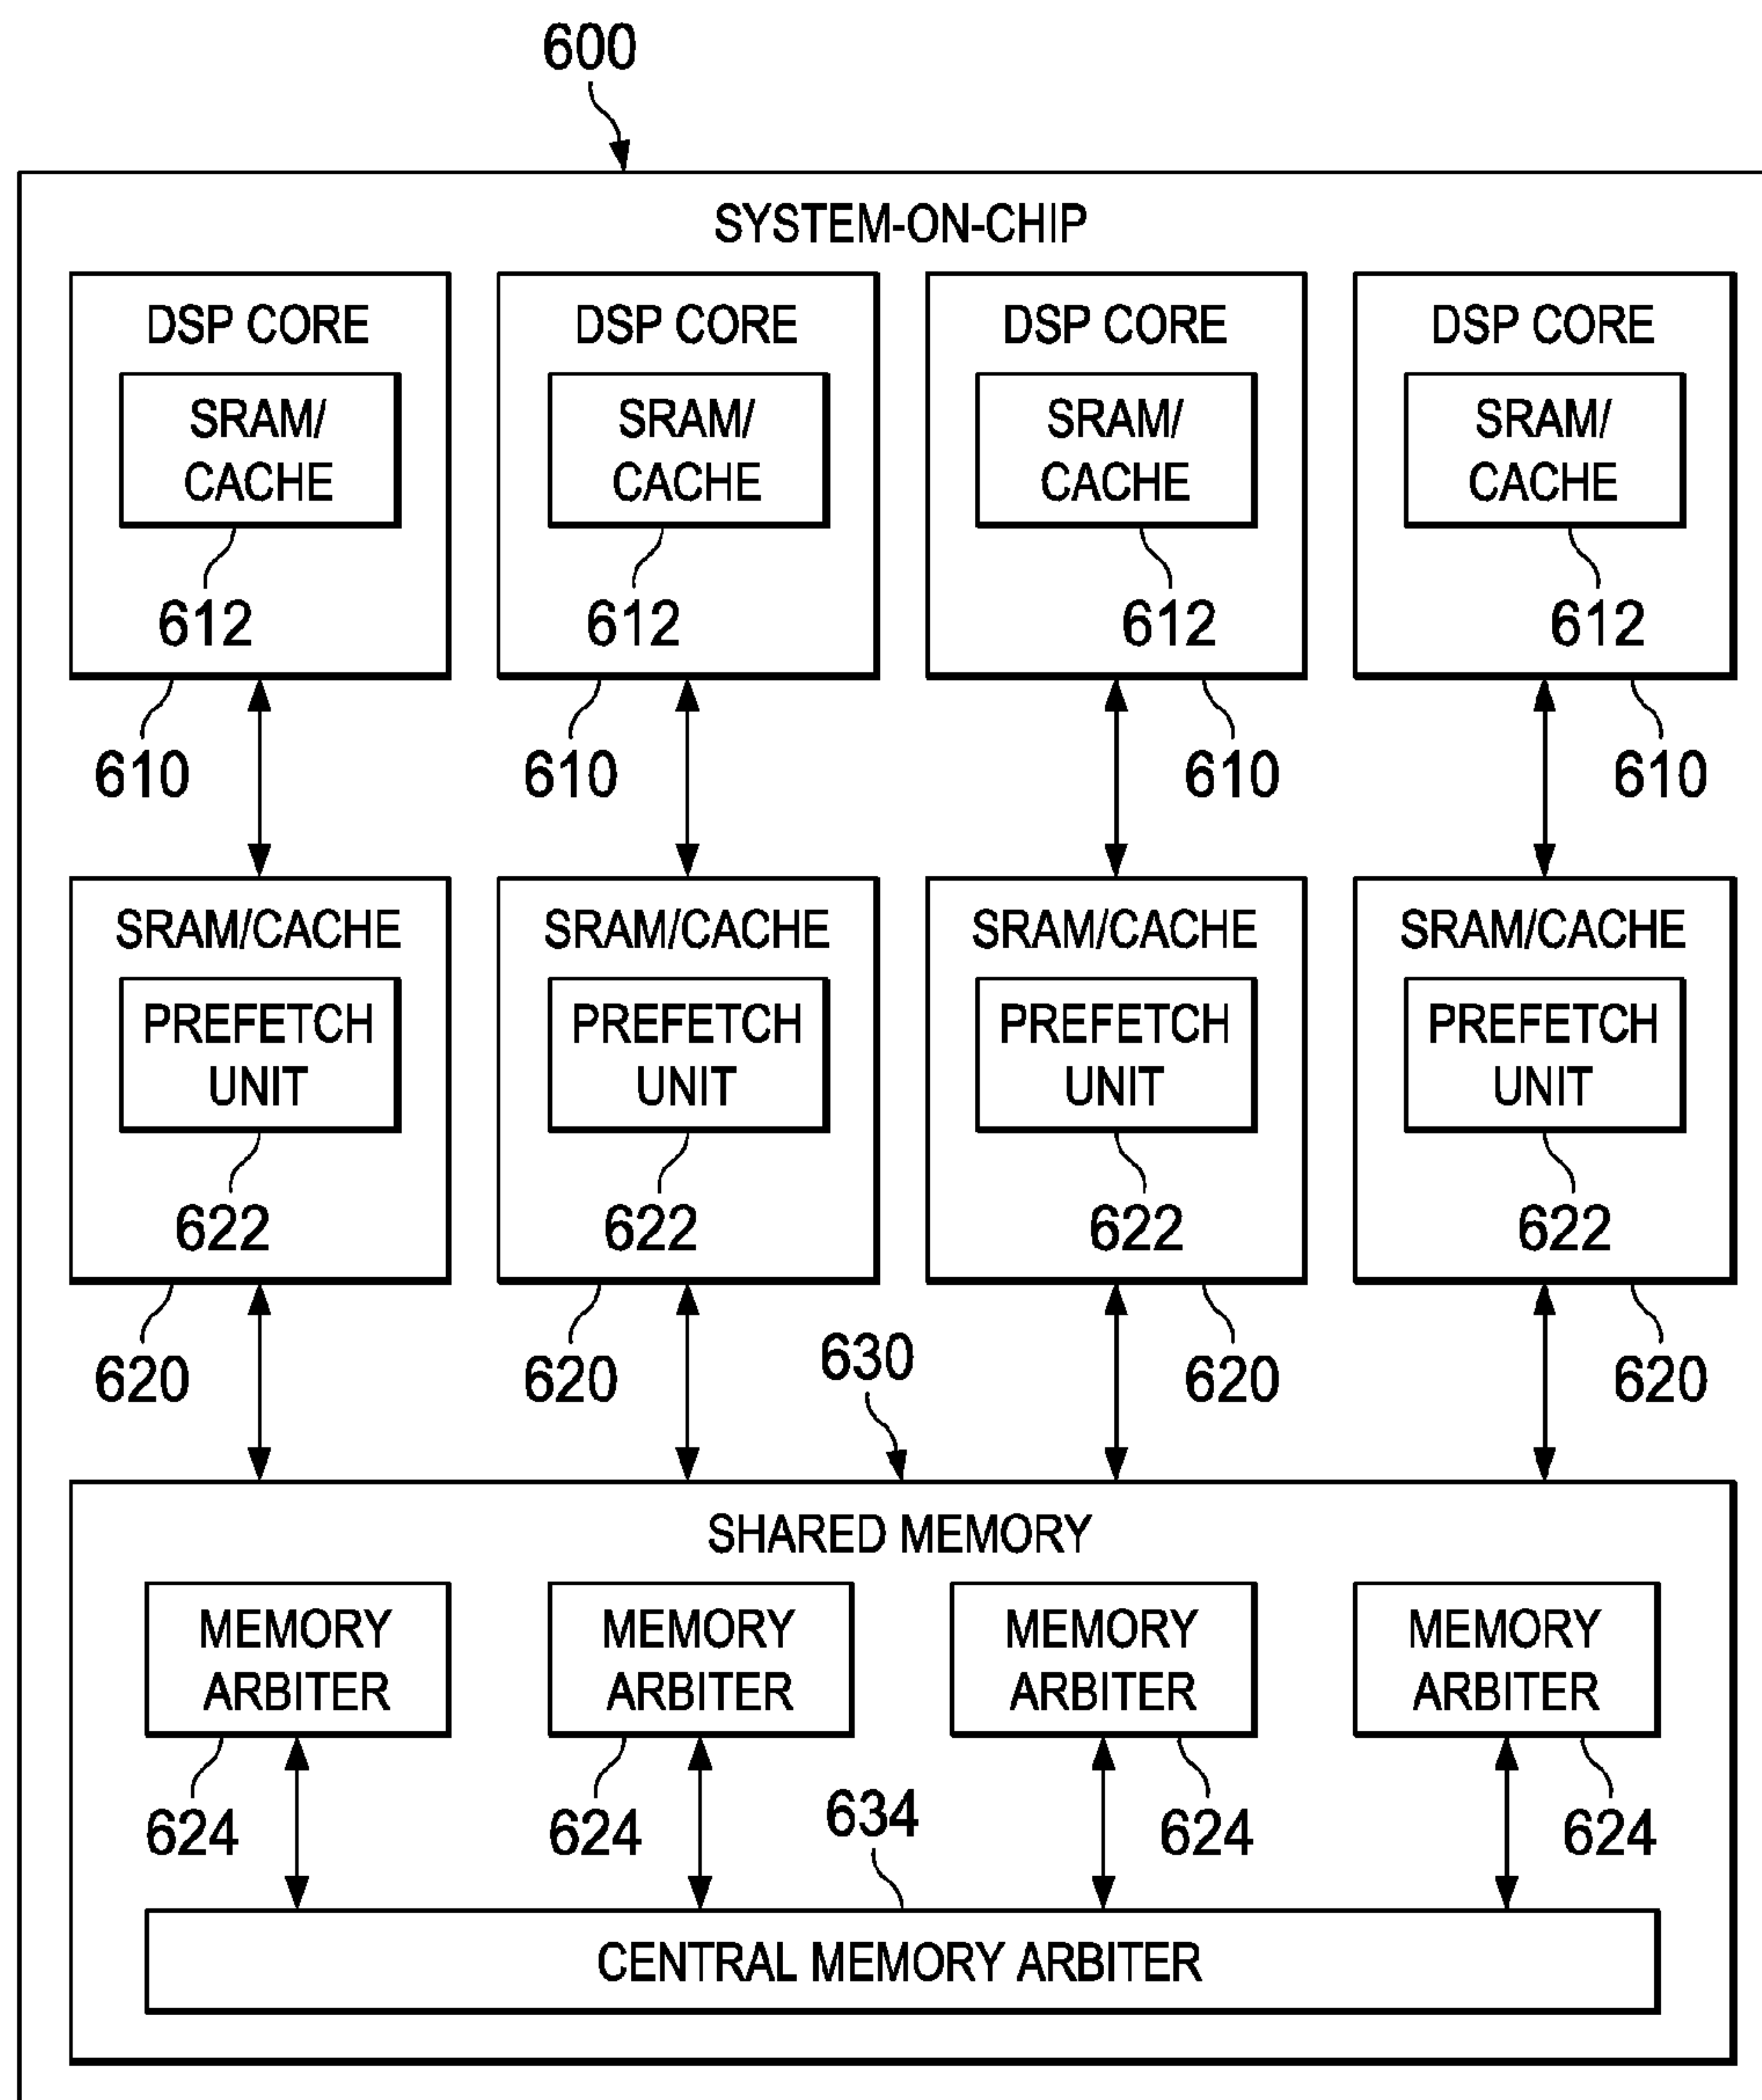 600
SYSTEM-ON-CHIP
DSP CORE DSP CORE DSP CORE DSP CORE
SRAM/ SRAM/ SRAM/ SRAM/
CACHE CACHE CACHE CACHE
612 612 612 612
610 610 610 610
SRAM/CACHE SRAM/CACHE SRAM/CACHE SRAM/CACHE
PREFETCH PREFETCH PREFETCH PREFETCH
UNIT UNIT UNIT UNIT
622 622 622 622
620 620 630 620 620
SHARED MEMORY
MEMORY MEMORY MEMORY MEMORY
ARBITER ARBITER ARBITER ARBITER
624 624 634 624 624
CENTRAL MEMORY ARBITER